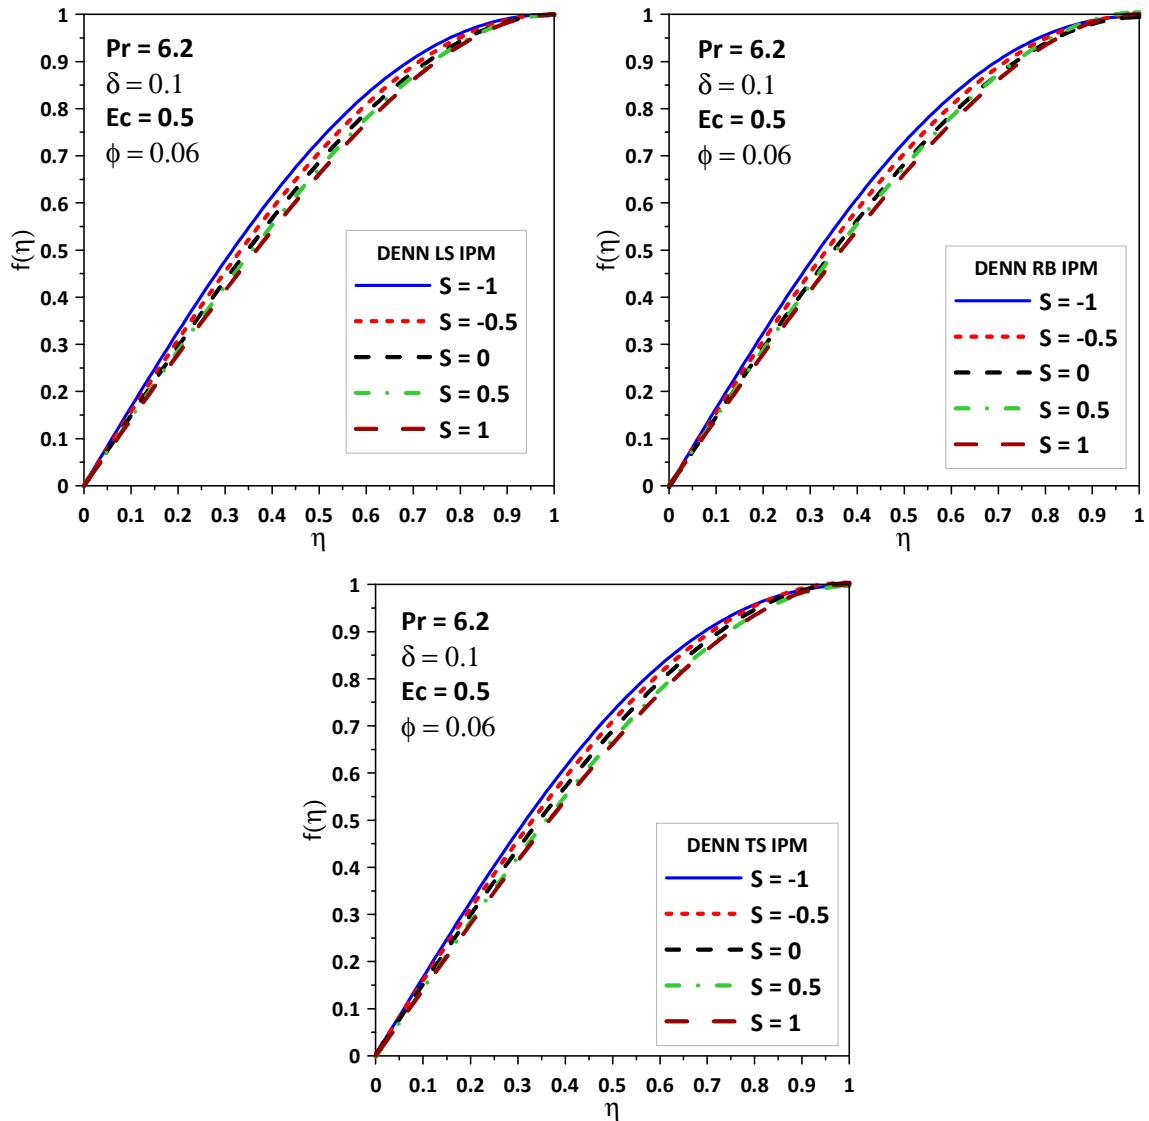 1
0.9
0.8
0.7
0.6
0.5
0.4
0.3
0.2
0.1
0
f(η)
Pr = 6.2
δ = 0.1
Ec = 0.5
ϕ = 0.06
DENN LS IPM
S = -1
S = -0.5
S = 0
S = 0.5
S = 1
0 0.1 0.2 0.3 0.4 0.5 0.6 0.7 0.8 0.9 1
η
1
0.9
0.8
0.7
0.6
0.5
0.4
0.3
0.2
0.1
0
f(η)
Pr = 6.2
δ = 0.1
Ec = 0.5
ϕ = 0.06
DENN RB IPM
S = -1
S = -0.5
S = 0
S = 0.5
S = 1
0 0.1 0.2 0.3 0.4 0.5 0.6 0.7 0.8 0.9 1
η
1
0.9
0.8
0.7
0.6
0.5
0.4
0.3
0.2
0.1
0
f(η)
Pr = 6.2
δ = 0.1
Ec = 0.5
ϕ = 0.06
DENN TS IPM
S = -1
S = -0.5
S = 0
S = 0.5
S = 1
0 0.1 0.2 0.3 0.4 0.5 0.6 0.7 0.8 0.9 1
η